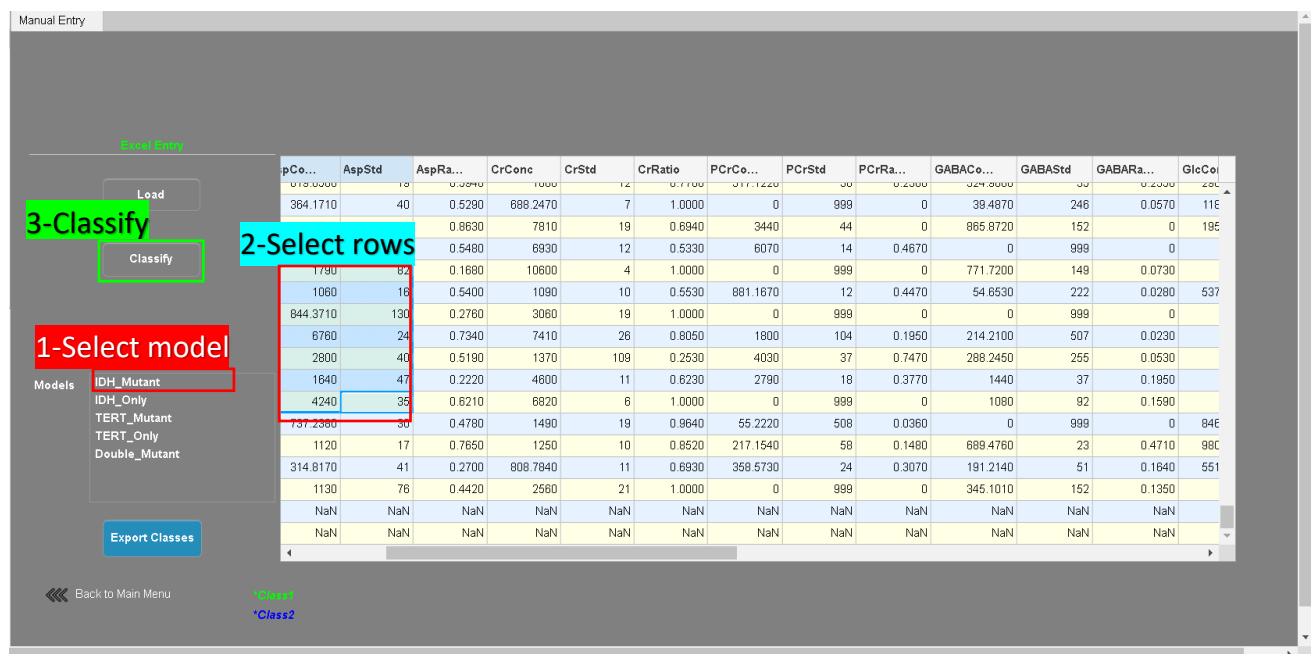 Manual Entry
Excel Entry
Load
3-Classify
Classify
2-Select rows
1-Select model
Models
IDH_Mutant
IDH_Only
TERT_Mutant
TERT_Only
Double_Mutant
Export Classes
Back to Main Menu
*Class1
*Class2
pCo... AspStd AspRa... CrConc CrStd CrRatio PCrCo... PCrStd PCrRa... GABACo... GABAStd GABARa... GlcCo
364.1710 40 0.5290 688.2470 7 1.0000 0 999 0 39.4870 246 0.0570 118
0.8630 7810 19 0.6940 3440 44 0 865.8720 152 0 195
0.5480 6930 12 0.5330 6070 14 0.4670 0 999 0
1790 82 0.1680 10600 4 1.0000 0 999 0 771.7200 149 0.0730
1060 16 0.5400 1090 10 0.5530 881.1670 12 0.4470 54.6530 222 0.0280 537
844.3710 130 0.2760 3060 19 1.0000 0 999 0 0 999 0
6760 24 0.7340 7410 26 0.8050 1800 104 0.1950 214.2100 507 0.0230
2800 40 0.5190 1370 109 0.2530 4030 37 0.7470 288.2450 255 0.0530
1640 47 0.2220 4600 11 0.6230 2790 18 0.3770 1440 37 0.1950
4240 35 0.6210 6820 6 1.0000 0 999 0 1080 92 0.1590
737.2380 30 0.4780 1490 19 0.9640 55.2220 508 0.0360 0 999 0 846
1120 17 0.7650 1250 10 0.8520 217.1540 58 0.1480 689.4760 23 0.4710 980
314.8170 41 0.2700 808.7840 11 0.6930 358.5730 24 0.3070 191.2140 51 0.1640 551
1130 76 0.4420 2560 21 1.0000 0 999 0 345.1010 152 0.1350
NaN NaN NaN NaN NaN NaN NaN NaN NaN NaN NaN NaN
NaN NaN NaN NaN NaN NaN NaN NaN NaN NaN NaN NaN